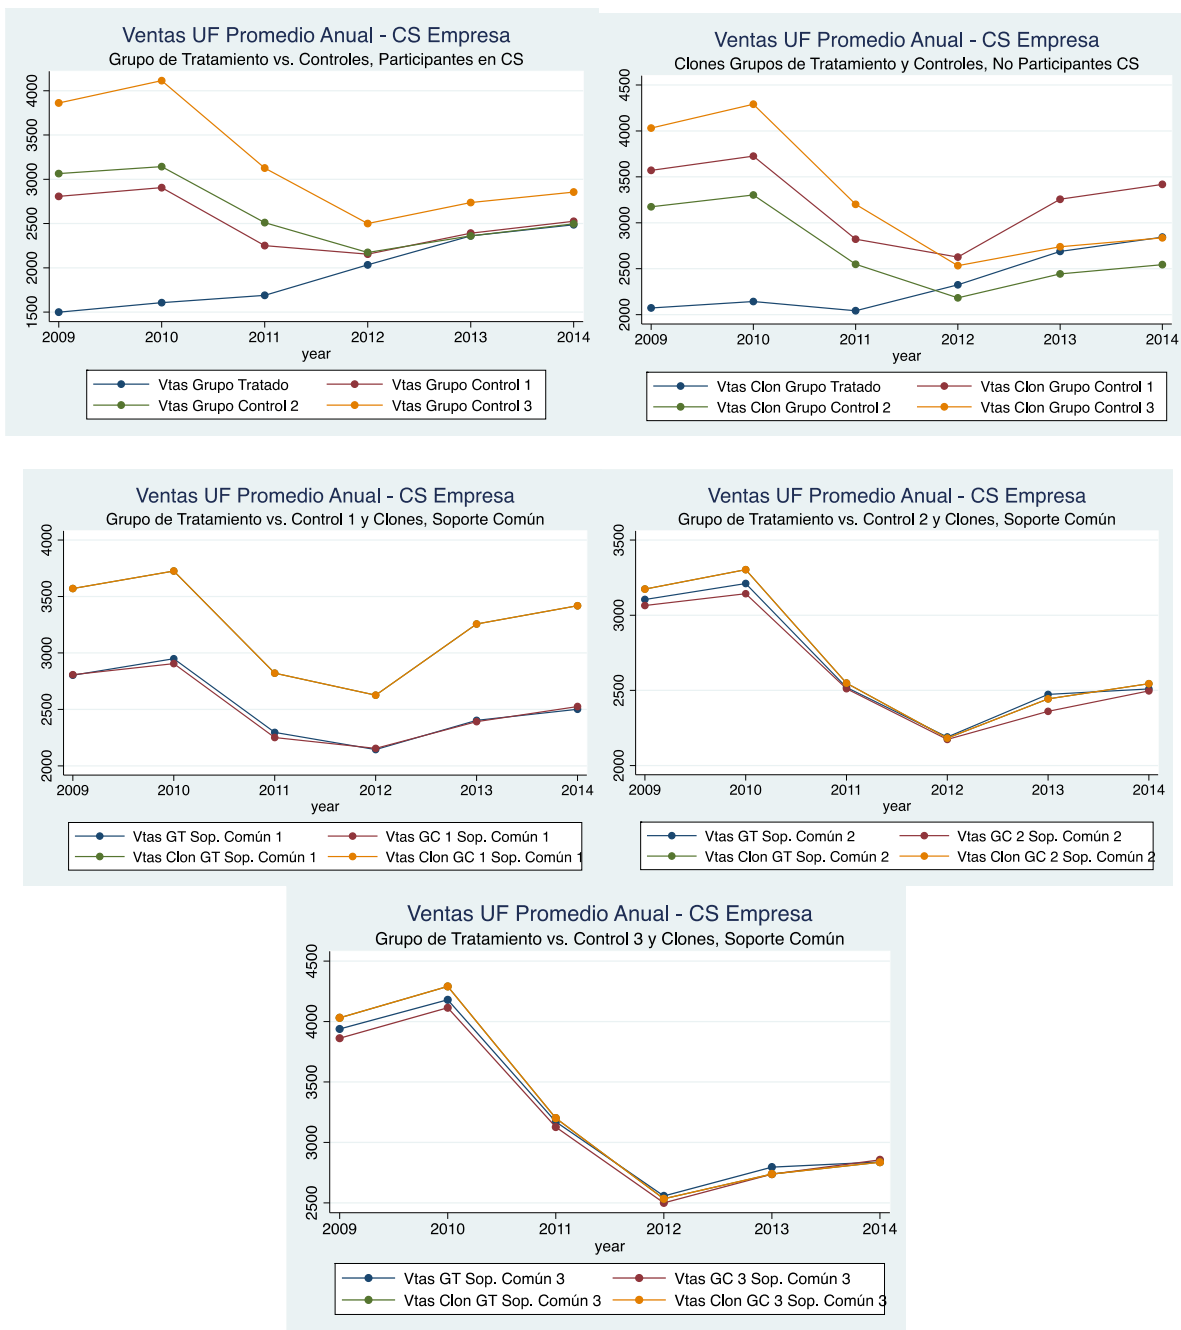 Ventas UF Promedio Anual - CS Empresa
Grupo de Tratamiento vs. Controles, Participantes en CS
4000
3500
3000
2500
2000
1500
2009 2010 2011 2012 2013 2014
year
Vtas Grupo Tratado Vtas Grupo Control 1
Vtas Grupo Control 2 Vtas Grupo Control 3
Ventas UF Promedio Anual - CS Empresa
Clones Grupos de Tratamiento y Controles, No Participantes CS
4500
4000
3500
3000
2500
2000
2009 2010 2011 2012 2013 2014
year
Vtas Clon Grupo Tratado Vtas Clon Grupo Control 1
Vtas Clon Grupo Control 2 Vtas Clon Grupo Control 3
Ventas UF Promedio Anual - CS Empresa
Grupo de Tratamiento vs. Control 1 y Clones, Soporte Común
4000
3500
3000
2500
2000
2009 2010 2011 2012 2013 2014
year
Vtas GT Sop. Común 1 Vtas GC 1 Sop. Común 1
Vtas Clon GT Sop. Común 1 Vtas Clon GC 1 Sop. Común 1
Ventas UF Promedio Anual - CS Empresa
Grupo de Tratamiento vs. Control 2 y Clones, Soporte Común
3500
3000
2500
2000
2009 2010 2011 2012 2013 2014
year
Vtas GT Sop. Común 2 Vtas GC 2 Sop. Común 2
Vtas Clon GT Sop. Común 2 Vtas Clon GC 2 Sop. Común 2
Ventas UF Promedio Anual - CS Empresa
Grupo de Tratamiento vs. Control 3 y Clones, Soporte Común
4500
4000
3500
3000
2500
2009 2010 2011 2012 2013 2014
year
Vtas GT Sop. Común 3 Vtas GC 3 Sop. Común 3
Vtas Clon GT Sop. Común 3 Vtas Clon GC 3 Sop. Común 3